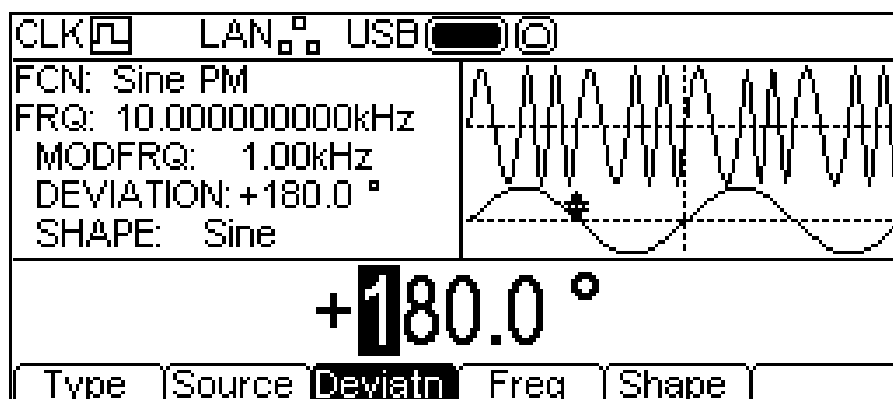 CLK LAN USB
FCN: Sine PM
FRQ: 10.000000000kHz
MODFRQ: 1.00kHz
DEVIATION: +180.0 °
SHAPE: Sine
+180.0 °
Type Source Deviatn Freq Shape